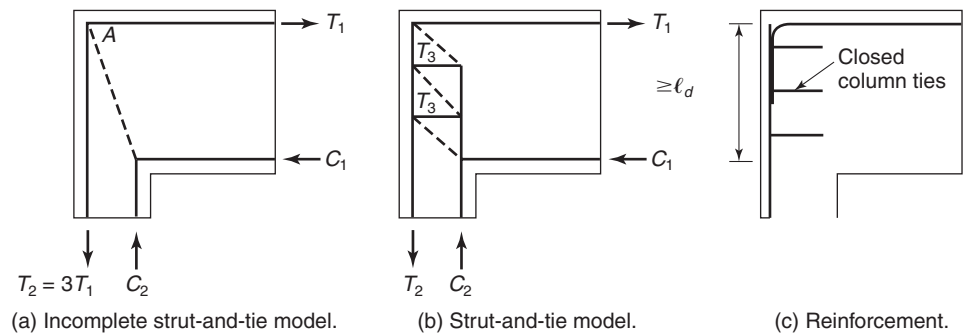 A
T₁
C₁
T₂ = 3T₁
C₂
(a) Incomplete strut-and-tie model.
T₁
T₃
T₃
C₁
T₂
C₂
(b) Strut-and-tie model.
≥ℓd
Closed
column ties
(c) Reinforcement.